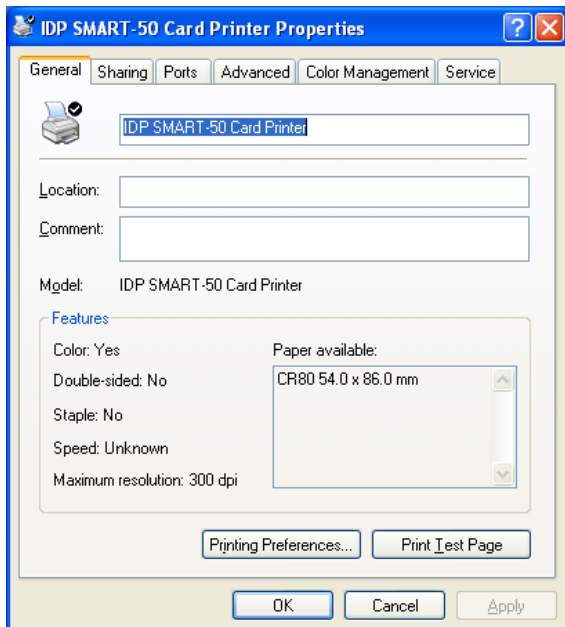 IDP SMART-50 Card Printer Properties
General Sharing Ports Advanced Color Management Service
IDP SMART-50 Card Printer
Location:
Comment:
Model: IDP SMART-50 Card Printer
Features
Color: Yes
Double-sided: No
Staple: No
Speed: Unknown
Maximum resolution: 300 dpi
Paper available:
CR80 54.0 x 86.0 mm
Printing Preferences... Print Test Page
OK Cancel Apply